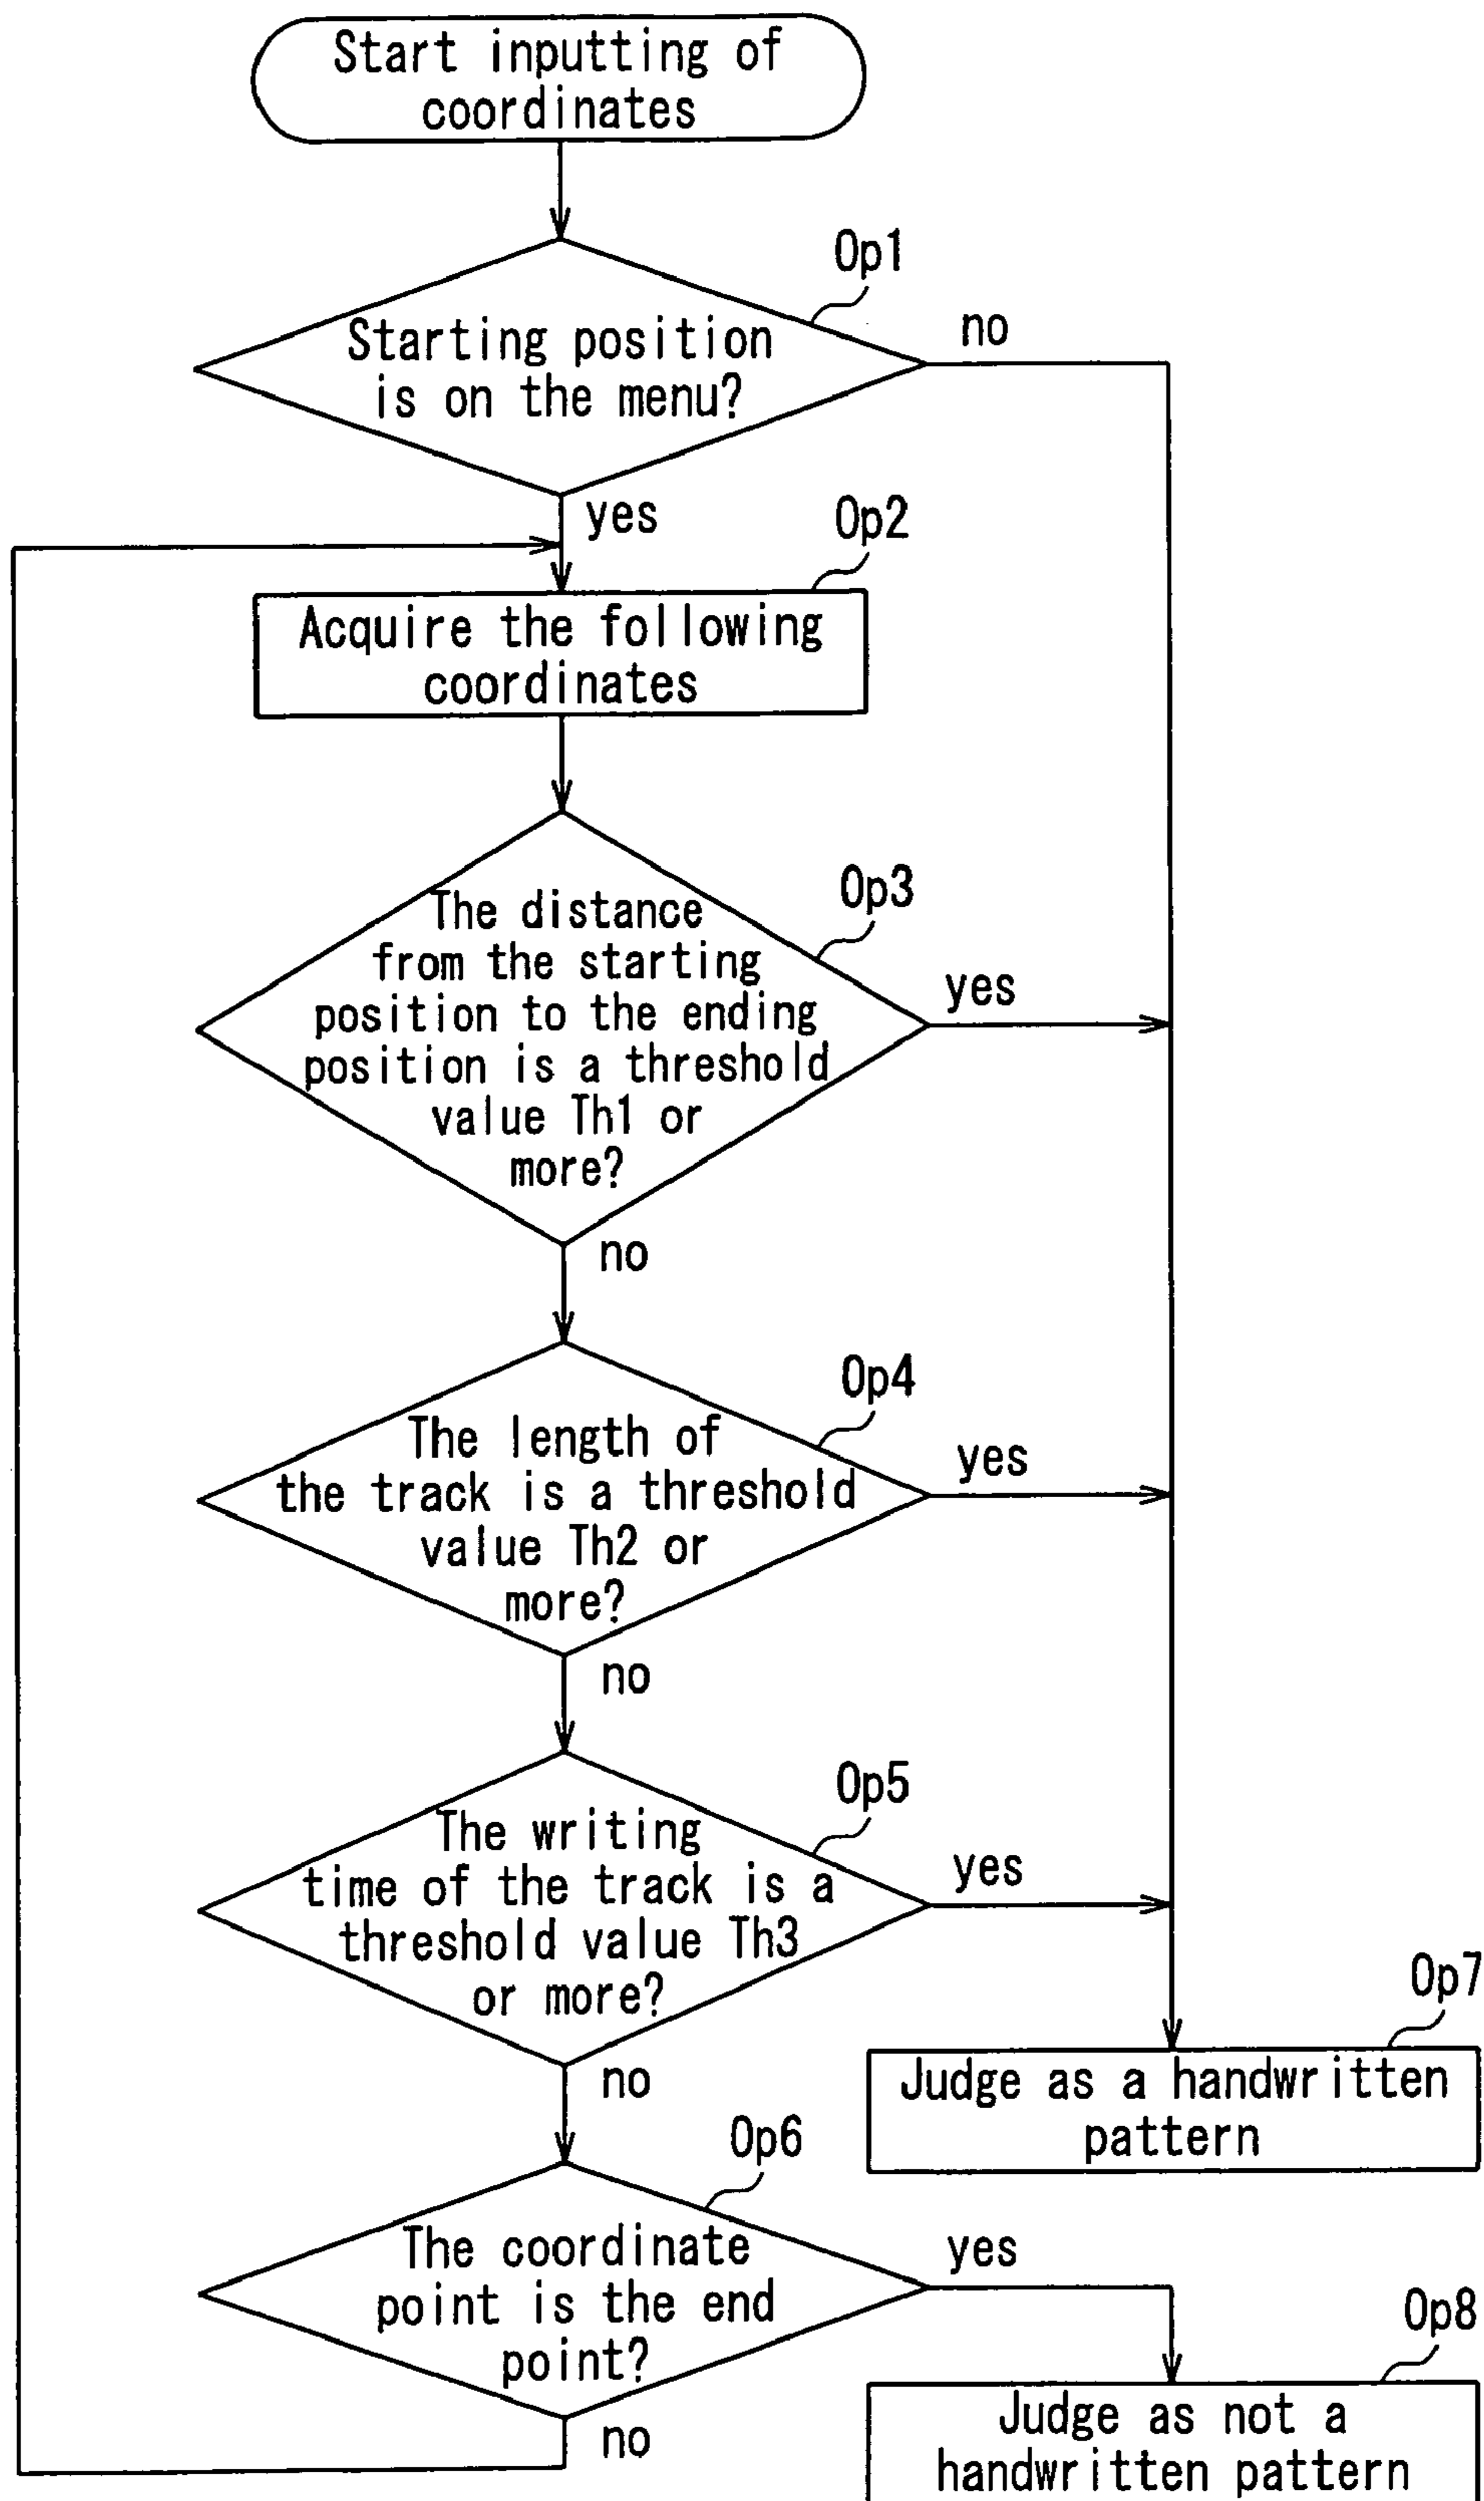 Start inputting of
coordinates
Op1
Starting position
is on the menu?
no
yes
Op2
Acquire the following
coordinates
Op3
The distance
from the starting
position to the ending
position is a threshold
value Th1 or
more?
yes
no
Op4
The length of
the track is a threshold
value Th2 or
more?
yes
no
Op5
The writing
time of the track is a
threshold value Th3
or more?
yes
no
Op7
Judge as a handwritten
pattern
Op6
The coordinate
point is the end
point?
yes
no
Op8
Judge as not a
handwritten pattern